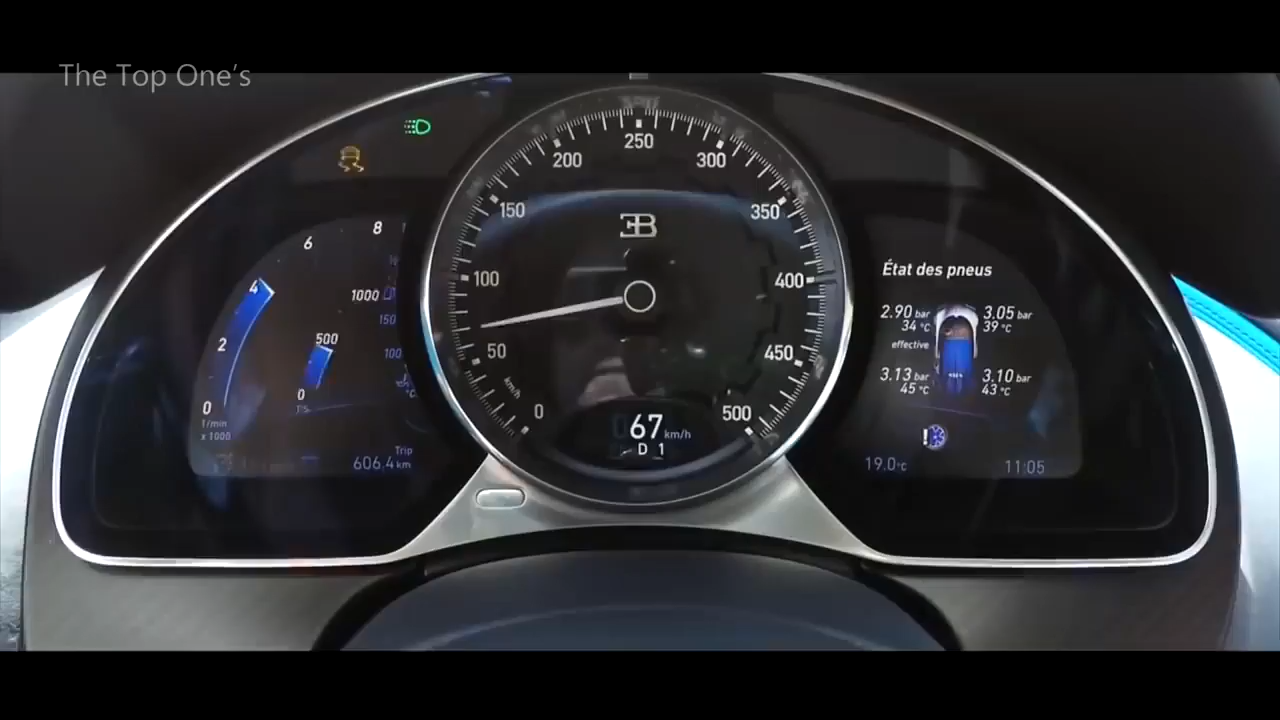 The Top One's
250
200
300
150
350
100
400
50
450
km/h
0
500
67 km/h
D 1
8
6
4
2
0
1/min
x 1000
1000
150
500
100
0
°C
Trip
606.4 km
État des pneus
2.90 bar
34 °C
3.05 bar
39 °C
effective
3.13 bar
45 °C
3.10 bar
43 °C
!
19.0°C
11:05